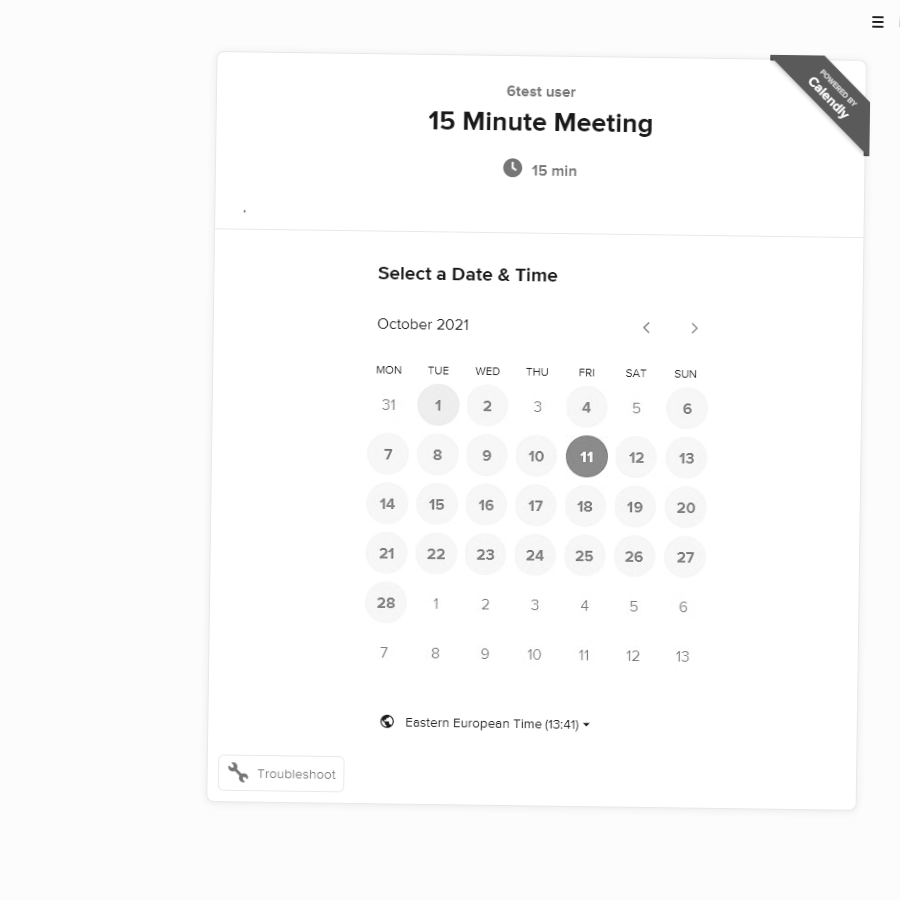 POWERED BY
Calendly
6test user
15 Minute Meeting
15 min
.
Select a Date & Time
October 2021
MON TUE WED THU FRI SAT SUN
31 1 2 3 4 5 6
7 8 9 10 11 12 13
14 15 16 17 18 19 20
21 22 23 24 25 26 27
28 1 2 3 4 5 6
7 8 9 10 11 12 13
Eastern European Time (13:41)
Troubleshoot